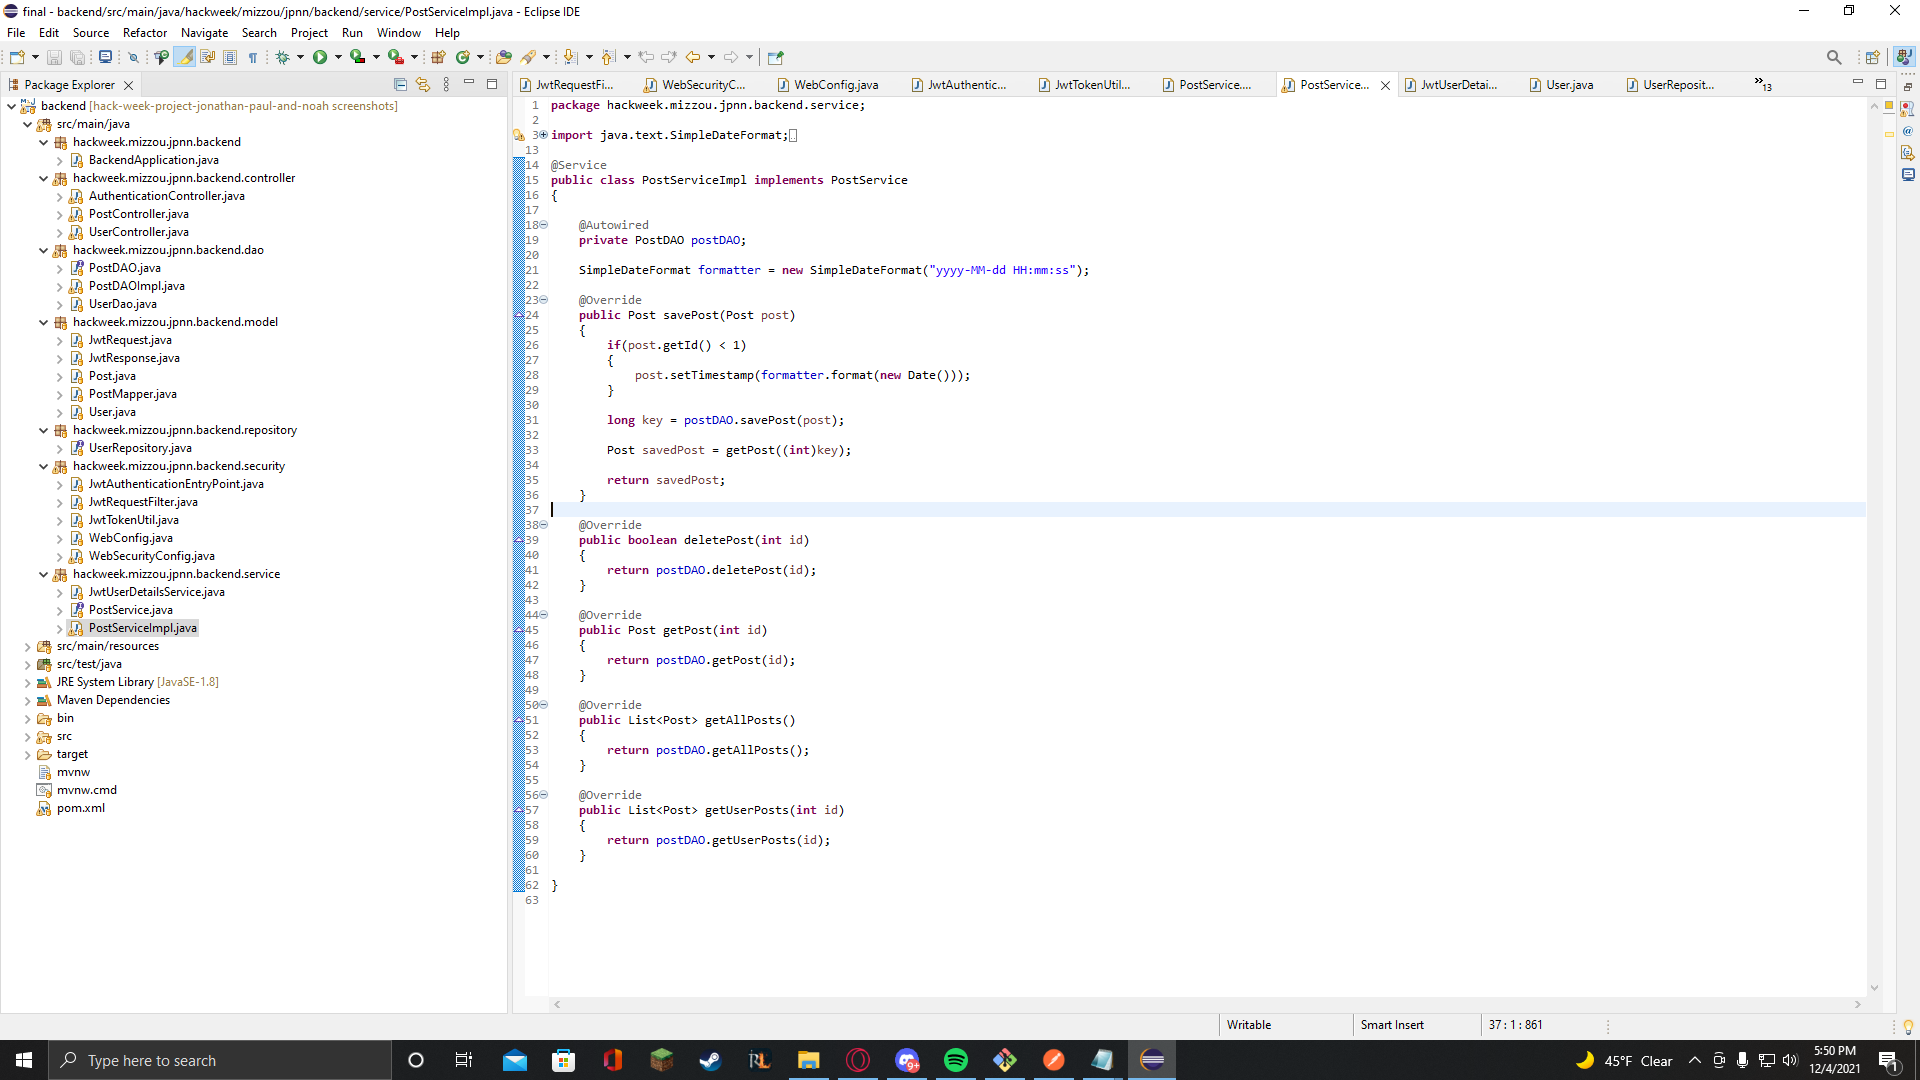 final - backend/src/main/java/hackweek/mizzou/jpnn/backend/service/PostServiceImpl.java - Eclipse IDE
File Edit Source Refactor Navigate Search Project Run Window Help
Package Explorer
backend [hack-week-project-jonathan-paul-and-noah screenshots]
src/main/java
hackweek.mizzou.jpnn.backend
BackendApplication.java
hackweek.mizzou.jpnn.backend.controller
AuthenticationController.java
PostController.java
UserController.java
hackweek.mizzou.jpnn.backend.dao
PostDAO.java
PostDAOImpl.java
UserDao.java
hackweek.mizzou.jpnn.backend.model
JwtRequest.java
JwtResponse.java
Post.java
PostMapper.java
User.java
hackweek.mizzou.jpnn.backend.repository
UserRepository.java
hackweek.mizzou.jpnn.backend.security
JwtAuthenticationEntryPoint.java
JwtRequestFilter.java
JwtTokenUtil.java
WebConfig.java
WebSecurityConfig.java
hackweek.mizzou.jpnn.backend.service
JwtUserDetailsService.java
PostService.java
PostServiceImpl.java
src/main/resources
src/test/java
JRE System Library [JavaSE-1.8]
Maven Dependencies
bin
src
target
mvnw
mvnw.cmd
pom.xml
JwtRequestFi... WebSecurityC... WebConfig.java JwtAuthentic... JwtTokenUtil... PostService.... PostService... JwtUserDetai... User.java UserReposit... »13
1 package hackweek.mizzou.jpnn.backend.service;
2
3 import java.text.SimpleDateFormat;
13
14 @Service
15 public class PostServiceImpl implements PostService
16 {
17
18 @Autowired
19 private PostDAO postDAO;
20
21 SimpleDateFormat formatter = new SimpleDateFormat("yyyy-MM-dd HH:mm:ss");
22
23 @Override
24 public Post savePost(Post post)
25 {
26 if(post.getId() < 1)
27 {
28 post.setTimestamp(formatter.format(new Date()));
29 }
30
31 long key = postDAO.savePost(post);
32
33 Post savedPost = getPost((int)key);
34
35 return savedPost;
36 }
37
38 @Override
39 public boolean deletePost(int id)
40 {
41 return postDAO.deletePost(id);
42 }
43
44 @Override
45 public Post getPost(int id)
46 {
47 return postDAO.getPost(id);
48 }
49
50 @Override
51 public List<Post> getAllPosts()
52 {
53 return postDAO.getAllPosts();
54 }
55
56 @Override
57 public List<Post> getUserPosts(int id)
58 {
59 return postDAO.getUserPosts(id);
60 }
61
62 }
63
Writable Smart Insert 37 : 1 : 861
Type here to search
RL
9+
45°F Clear
5:50 PM
12/4/2021
1